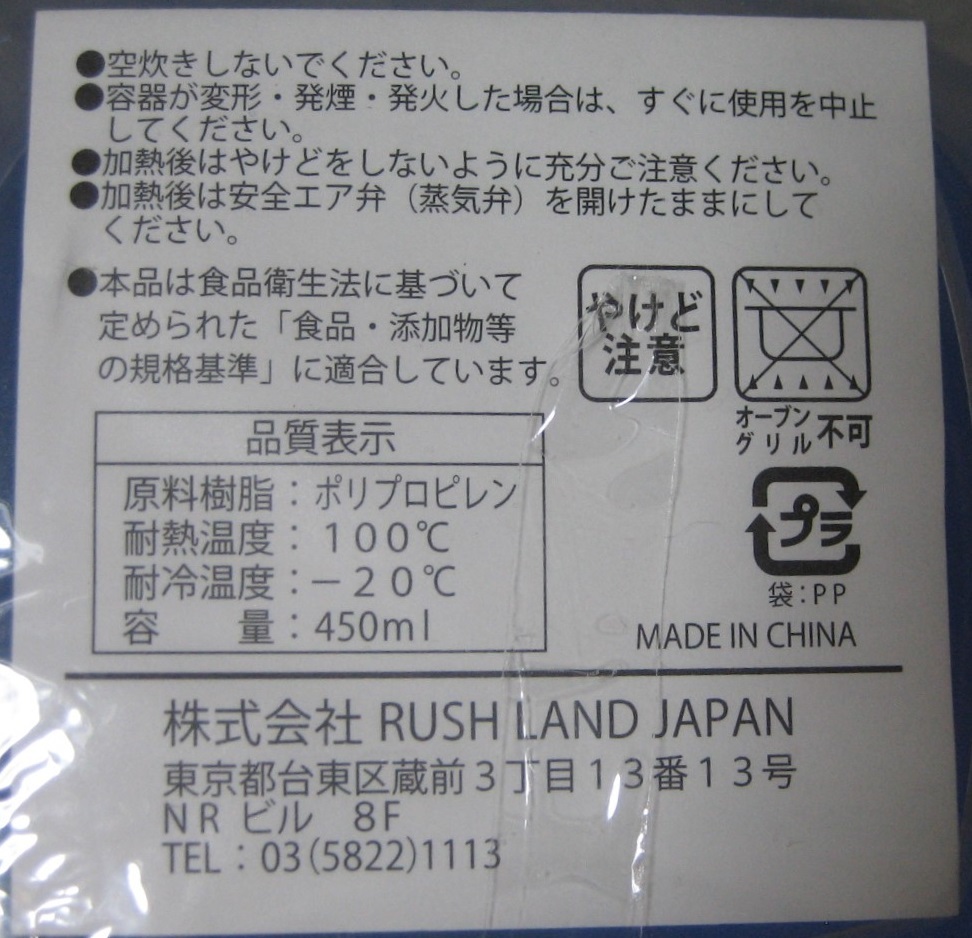 ●空炊きしないでください。
●容器が変形・発煙・発火した場合は、すぐに使用を中止
してください。
●加熱後はやけどをしないように充分ご注意ください。
●加熱後は安全エア弁（蒸気弁）を開けたままにして
ください。
●本品は食品衛生法に基づいて
定められた「食品・添加物等
の規格基準」に適合しています。
やけど
注意
オーブン
グリル不可
品質表示
原料樹脂：ポリプロピレン
耐熱温度：１００℃
耐冷温度：－２０℃
容　　量：450ml
プラ
袋：PP
MADE IN CHINA
株式会社 RUSH LAND JAPAN
東京都台東区蔵前３丁目１３番１３号
ＮＲ ビル　８Ｆ
TEL：03(5822)1113